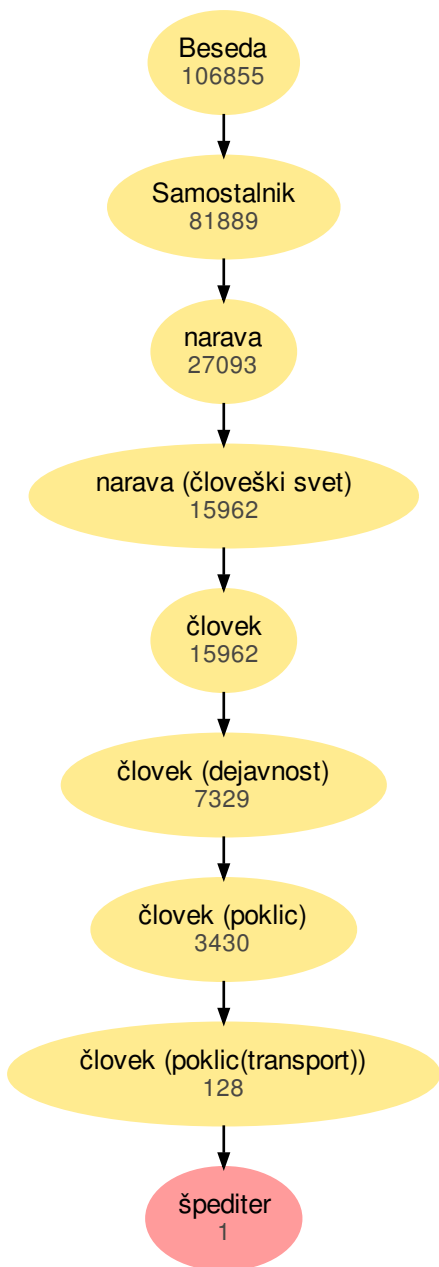 Beseda
106855
Samostalnik
81889
narava
27093
narava (človeški svet)
15962
človek
15962
človek (dejavnost)
7329
človek (poklic)
3430
človek (poklic(transport))
128
špediter
1